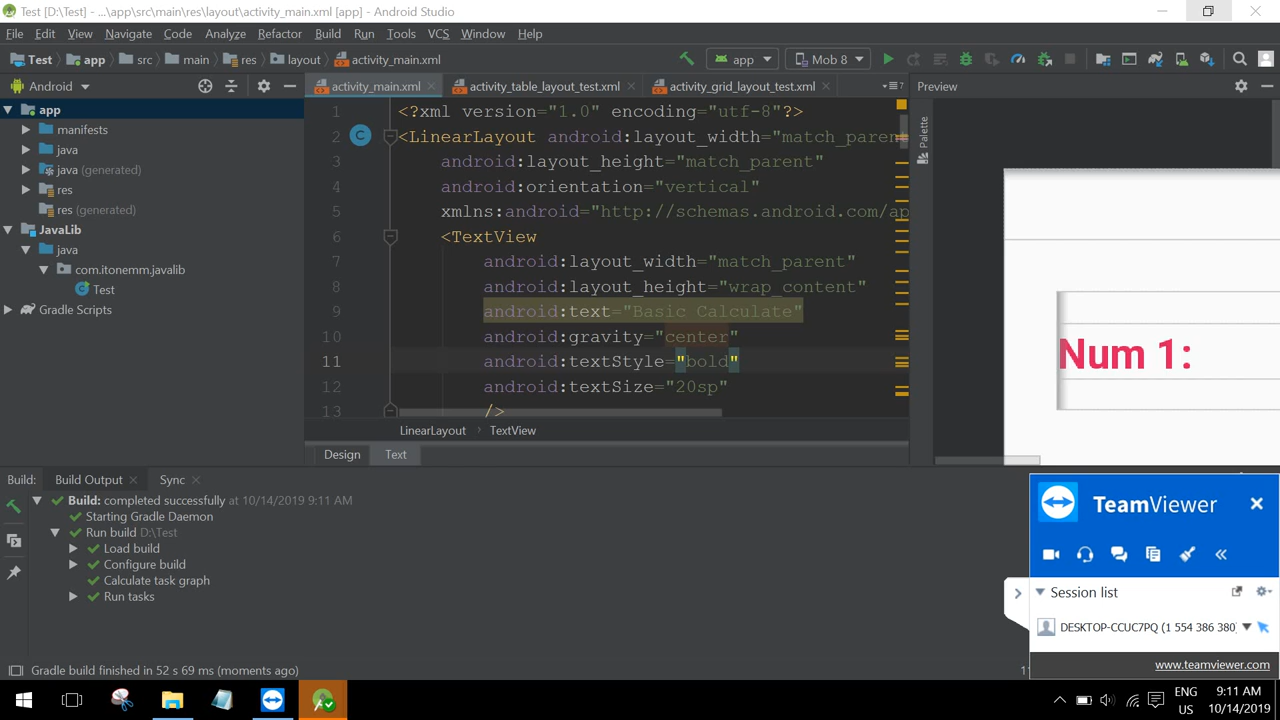 Test [D:\Test] - ...\app\src\main\res\layout\activity_main.xml [app] - Android Studio
File Edit View Navigate Code Analyze Refactor Build Run Tools VCS Window Help
Test app src main res layout activity_main.xml app Mob 8
Android activity_main.xml activity_table_layout_test.xml activity_grid_layout_test.xml Preview
app
manifests
java
java (generated)
res
res (generated)
JavaLib
java
com.itonemm.javalib
Test
Gradle Scripts
1 <?xml version="1.0" encoding="utf-8"?>
2 <LinearLayout android:layout_width="match_parent
3 android:layout_height="match_parent"
4 android:orientation="vertical"
5 xmlns:android="http://schemas.android.com/ap
6 <TextView
7 android:layout_width="match_parent"
8 android:layout_height="wrap_content"
9 android:text="Basic Calculate"
10 android:gravity="center"
11 android:textStyle="bold"
12 android:textSize="20sp"
13 />
LinearLayout TextView
Design Text
Palette
Num 1:
Build: Build Output Sync
Build: completed successfully at 10/14/2019 9:11 AM
Starting Gradle Daemon
Run build D:\Test
Load build
Configure build
Calculate task graph
Run tasks
Gradle build finished in 52 s 69 ms (moments ago)
TeamViewer
Session list
DESKTOP-CCUC7PQ (1 554 386 380)
www.teamviewer.com
ENG 9:11 AM
US 10/14/2019